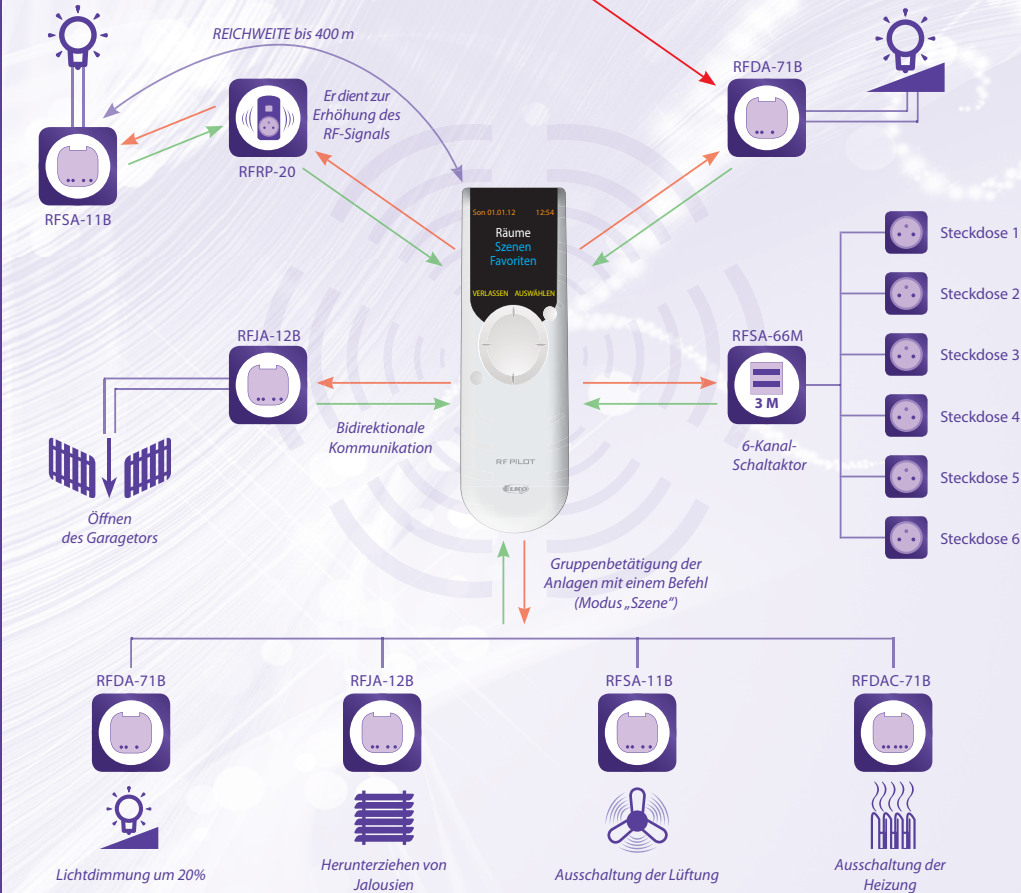 REICHWEITE bis 400 m
RFDA-71B
Er dient zur
Erhöhung des
RF-Signals
RFRP-20
RFSA-11B
Son 01.01.12 12:54
Räume
Szenen
Favoriten
VERLASSEN AUSWÄHLEN
Steckdose 1
Steckdose 2
Steckdose 3
Steckdose 4
Steckdose 5
Steckdose 6
RFJA-12B
RFSA-66M
3 M
Bidirektionale
Kommunikation
6-Kanal-
Schaltaktor
RF PILOT
ELKO
Öffnen
des Garagetors
Gruppenbetätigung der
Anlagen mit einem Befehl
(Modus „Szene”)
RFDA-71B
RFJA-12B
RFSA-11B
RFDAC-71B
Lichtdimmung um 20%
Herunterziehen von
Jalousien
Ausschaltung der Lüftung
Ausschaltung der
Heizung